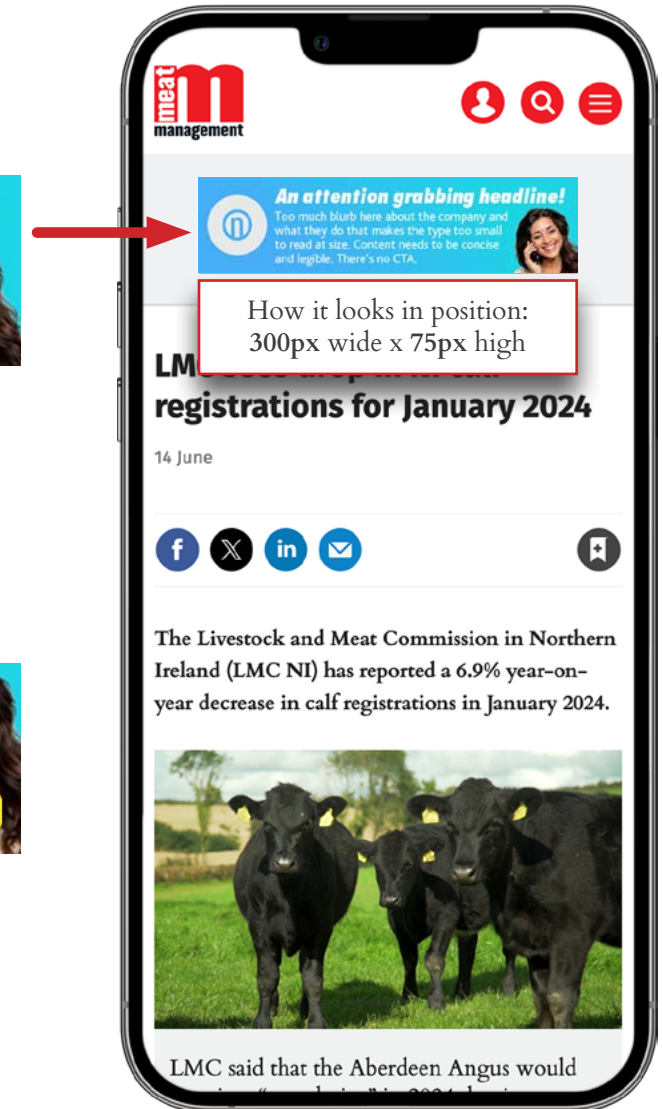 meat
m
management
An attention grabbing headline!
Too much blurb here about the company and
what they do that makes the type too small
to read at size. Content needs to be concise
and legible. There's no CTA.
How it looks in position:
300px wide x 75px high
registrations for January 2024
14 June
f X in
The Livestock and Meat Commission in Northern
Ireland (LMC NI) has reported a 6.9% year-on-
year decrease in calf registrations in January 2024.
LMC said that the Aberdeen Angus would